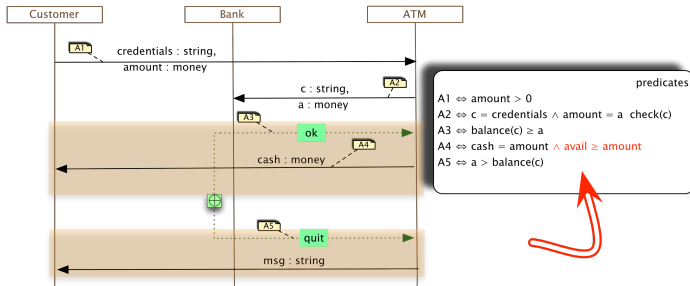 Customer
Bank
ATM
A1
credentials : string,
amount : money
A2
c : string,
a : money
A3
ok
A4
cash : money
A5
quit
msg : string
predicates
A1 ⇔ amount > 0
A2 ⇔ c = credentials ∧ amount = a check(c)
A3 ⇔ balance(c) ≥ a
A4 ⇔ cash = amount ∧ avail ≥ amount
A5 ⇔ a > balance(c)